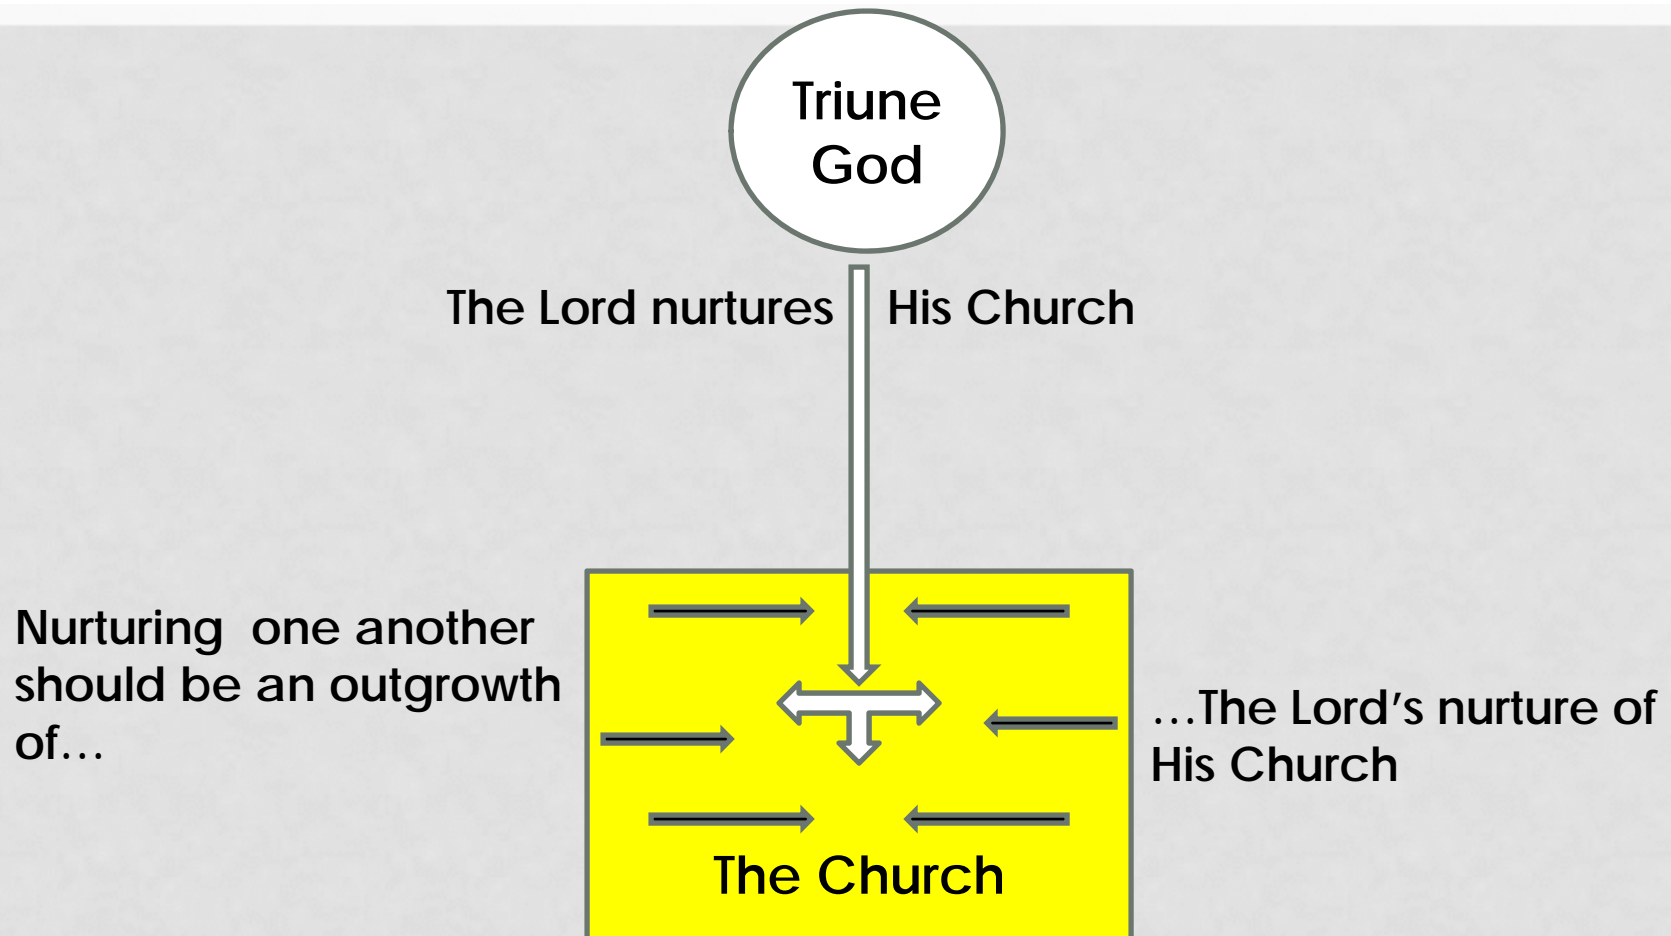 Triune
God
The Lord nurtures His Church
Nurturing  one another
should be an outgrowth
of…
…The Lord’s nurture of
His Church
The Church